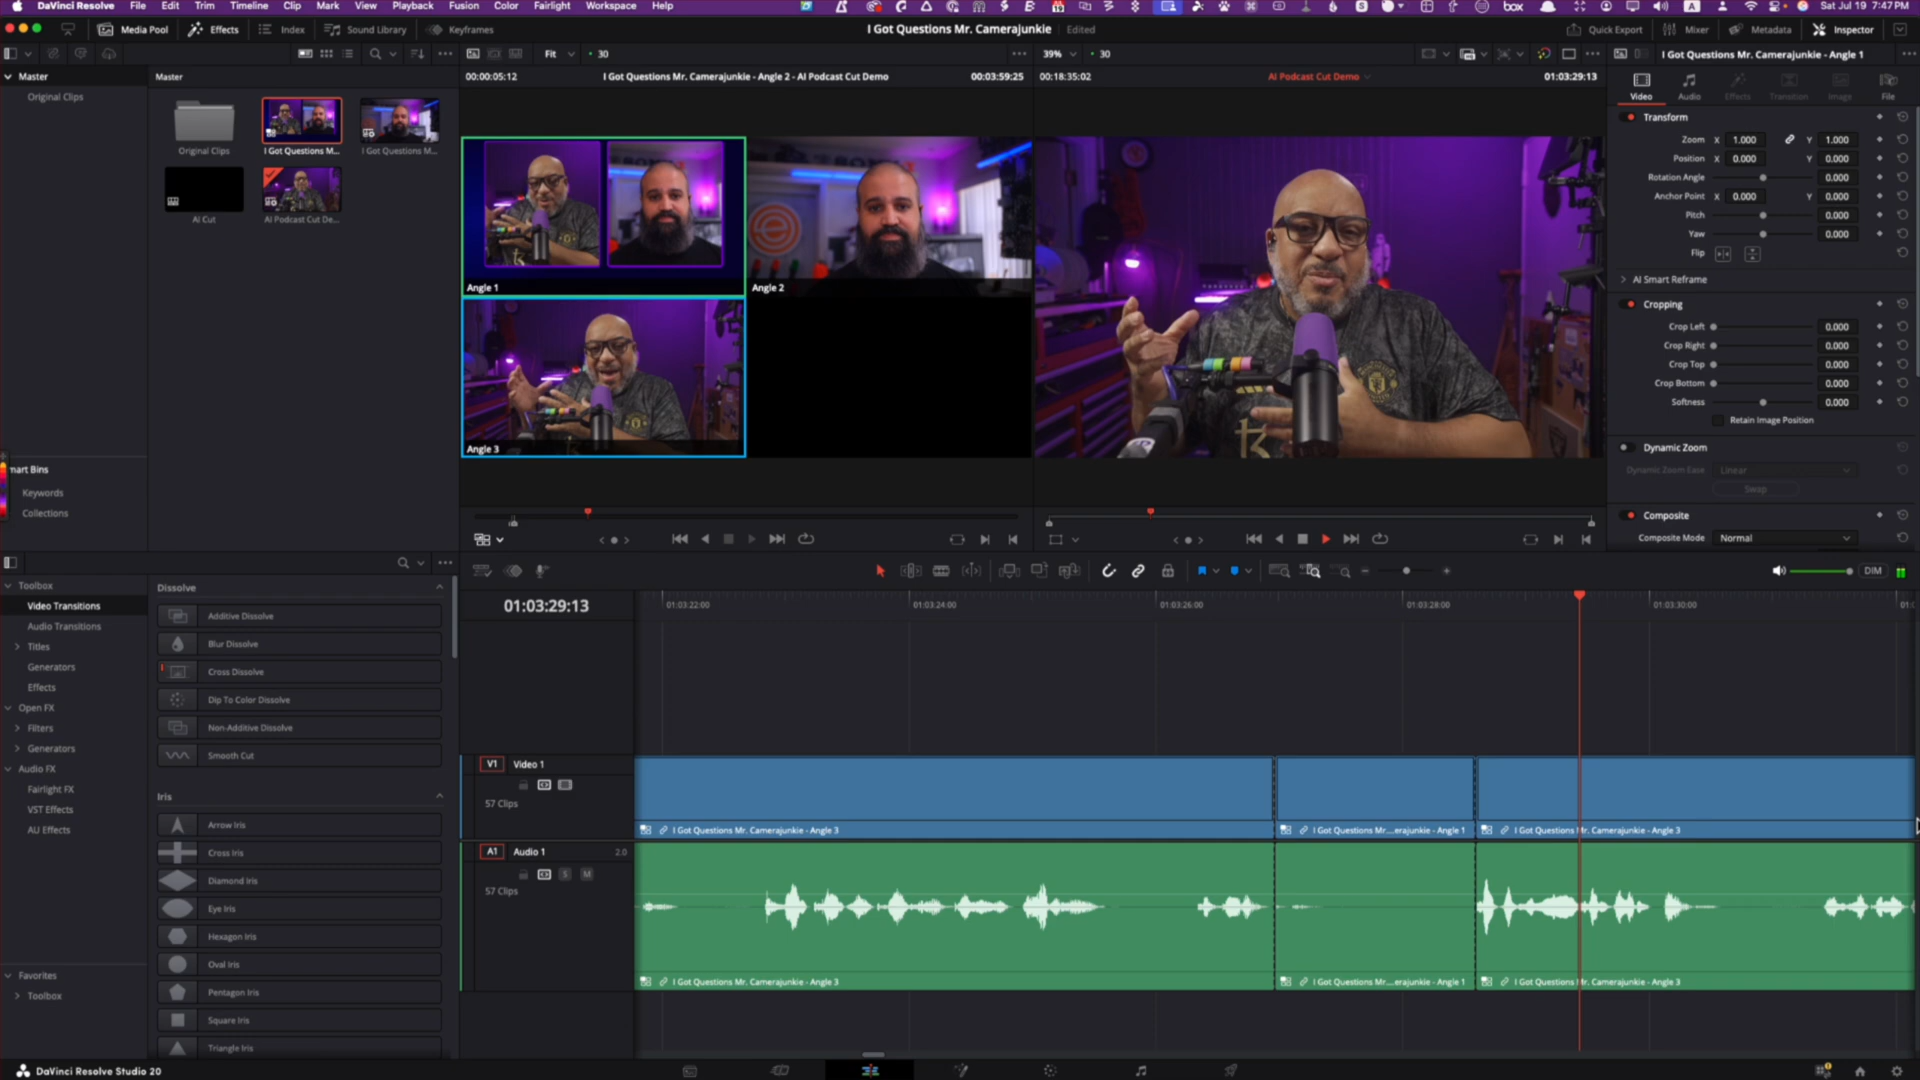 DaVinci Resolve File Edit Trim Timeline Clip Mark View Playback Fusion Color Fairlight Workspace Help box Sat Jul 19 7:47 PM
Media Pool Effects Index Sound Library Keyframes I Got Questions Mr. Camerajunkie Edited Quick Export Mixer Metadata Inspector
Fit 30 39% 30 I Got Questions Mr. Camerajunkie - Angle 1
Master Master 00:00:05:12 I Got Questions Mr. Camerajunkie - Angle 2 - AI Podcast Cut Demo 00:03:59:25 00:18:35:02 AI Podcast Cut Demo 01:03:29:13
Original Clips
Video Audio Effects Transition Image File
Transform
Zoom X 1.000 Y 1.000
Original Clips I Got Questions M... I Got Questions M...
Position X 0.000 Y 0.000
Rotation Angle 0.000
Anchor Point X 0.000 Y 0.000
AI Cut AI Podcast Cut De...
Pitch 0.000
Yaw 0.000
Flip
AI Smart Reframe
Angle 1 Angle 2
Cropping
Crop Left 0.000
Crop Right 0.000
Crop Top 0.000
Crop Bottom 0.000
Softness 0.000
Retain Image Position
Angle 3
Dynamic Zoom
Dynamic Zoom Ease Linear
Swap
mart Bins
Keywords
Collections
Composite
Composite Mode Normal
DIM
Toolbox
Video Transitions
Audio Transitions
Titles
Generators
Effects
Open FX
Filters
Generators
Audio FX
Fairlight FX
VST Effects
AU Effects
Favorites
Toolbox
Dissolve
Additive Dissolve
Blur Dissolve
Cross Dissolve
Dip To Color Dissolve
Non-Additive Dissolve
Smooth Cut
Iris
Arrow Iris
Cross Iris
Diamond Iris
Eye Iris
Hexagon Iris
Oval Iris
Pentagon Iris
Square Iris
Triangle Iris
01:03:29:13 01:03:22:00 01:03:24:00 01:03:26:00 01:03:28:00 01:03:30:00
V1 Video 1
57 Clips
I Got Questions Mr. Camerajunkie - Angle 3 I Got Questions Mr....erajunkie - Angle 1 I Got Questions Mr. Camerajunkie - Angle 3
A1 Audio 1 2.0
S M
57 Clips
I Got Questions Mr. Camerajunkie - Angle 3 I Got Questions Mr....erajunkie - Angle 1 I Got Questions Mr. Camerajunkie - Angle 3
DaVinci Resolve Studio 20